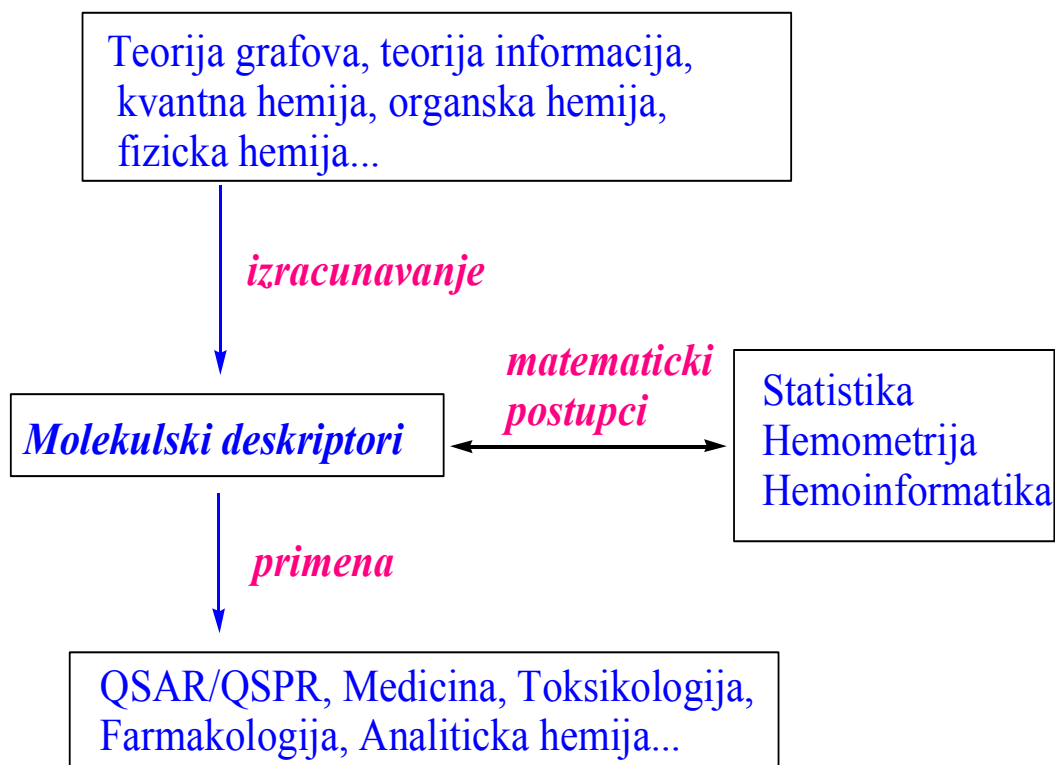 Teorija grafova, teorija informacija,
kvantna hemija, organska hemija,
fizicka hemija...
izracunavanje
matematicki
postupci
Molekulski deskriptori
Statistika
Hemometrija
Hemoinformatika
primena
QSAR/QSPR, Medicina, Toksikologija,
Farmakologija, Analiticka hemija...